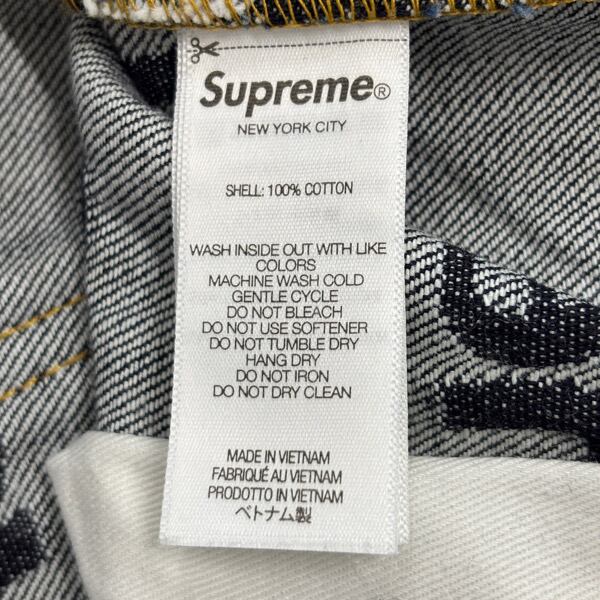 Supreme®
NEW YORK CITY
SHELL: 100% COTTON
WASH INSIDE OUT WITH LIKE
COLORS
MACHINE WASH COLD
GENTLE CYCLE
DO NOT BLEACH
DO NOT USE SOFTENER
DO NOT TUMBLE DRY
HANG DRY
DO NOT IRON
DO NOT DRY CLEAN
MADE IN VIETNAM
FABRIQUÉ AU VIETNAM
PRODOTTO IN VIETNAM
ベトナム製